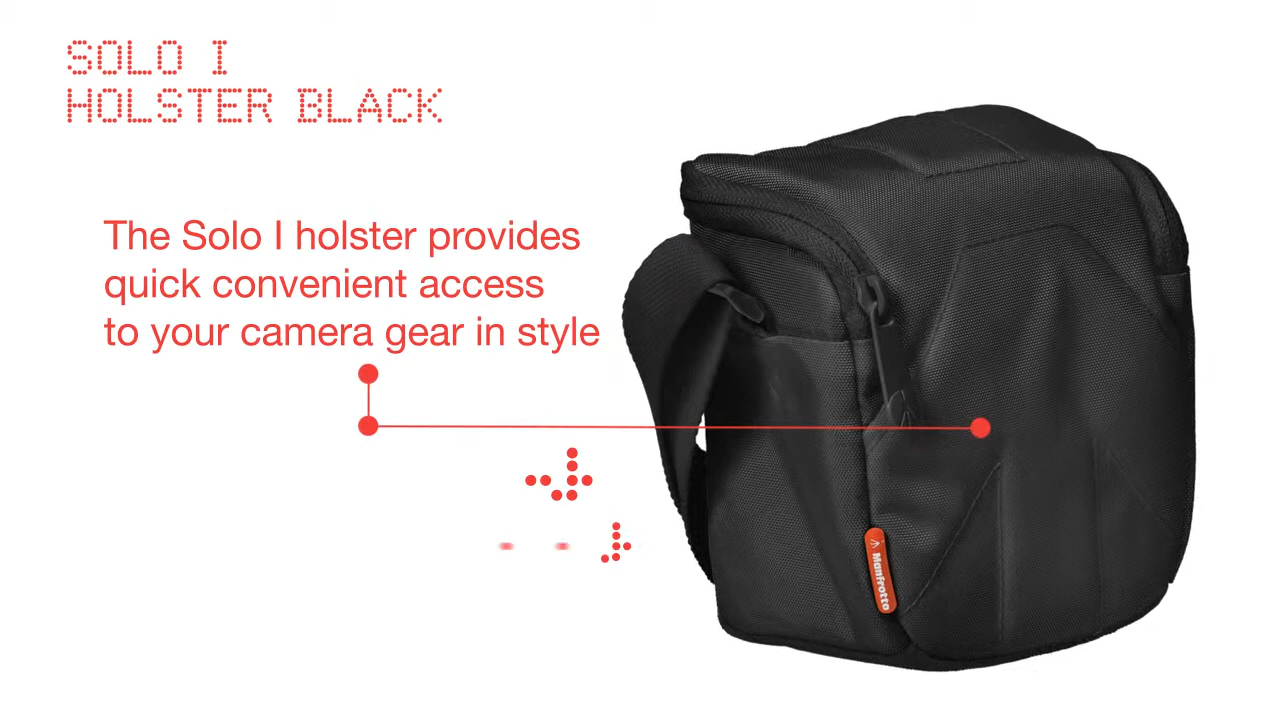 SOLO I
HOLSTER BLACK
The Solo I holster provides
quick convenient access
to your camera gear in style
Manfrotto